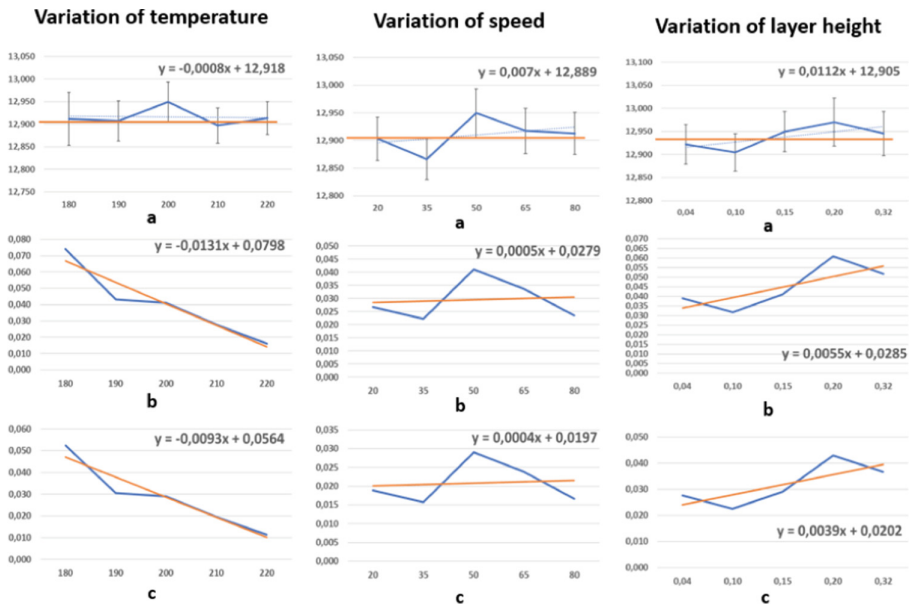 Variation of temperature
13,050
13,000
12,950
12,900
12,850
12,800
12,750
y = -0,0008x + 12,918
180 190 200 210 220
a
0,080
0,070
0,060
0,050
0,040
0,030
0,020
0,010
0,000
y = -0,0131x + 0,0798
180 190 200 210 220
b
0,060
0,050
0,040
0,030
0,020
0,010
0,000
y = -0,0093x + 0,0564
180 190 200 210 220
c
Variation of speed
13,050
13,000
12,950
12,900
12,850
12,800
y = 0,007x + 12,889
20 35 50 65 80
a
0,050
0,045
0,040
0,035
0,030
0,025
0,020
0,015
0,010
0,005
0,000
y = 0,0005x + 0,0279
20 35 50 65 80
b
0,035
0,030
0,025
0,020
0,015
0,010
0,005
0,000
y = 0,0004x + 0,0197
20 35 50 65 80
c
Variation of layer height
13,100
13,050
13,000
12,950
12,900
12,850
12,800
y = 0,0112x + 12,905
0,04 0,10 0,15 0,20 0,32
a
0,070
0,065
0,060
0,055
0,050
0,045
0,040
0,035
0,030
0,025
0,020
0,015
0,010
0,005
0,000
y = 0,0055x + 0,0285
0,04 0,10 0,15 0,20 0,32
b
0,050
0,040
0,030
0,020
0,010
0,000
y = 0,0039x + 0,0202
0,04 0,10 0,15 0,20 0,32
c